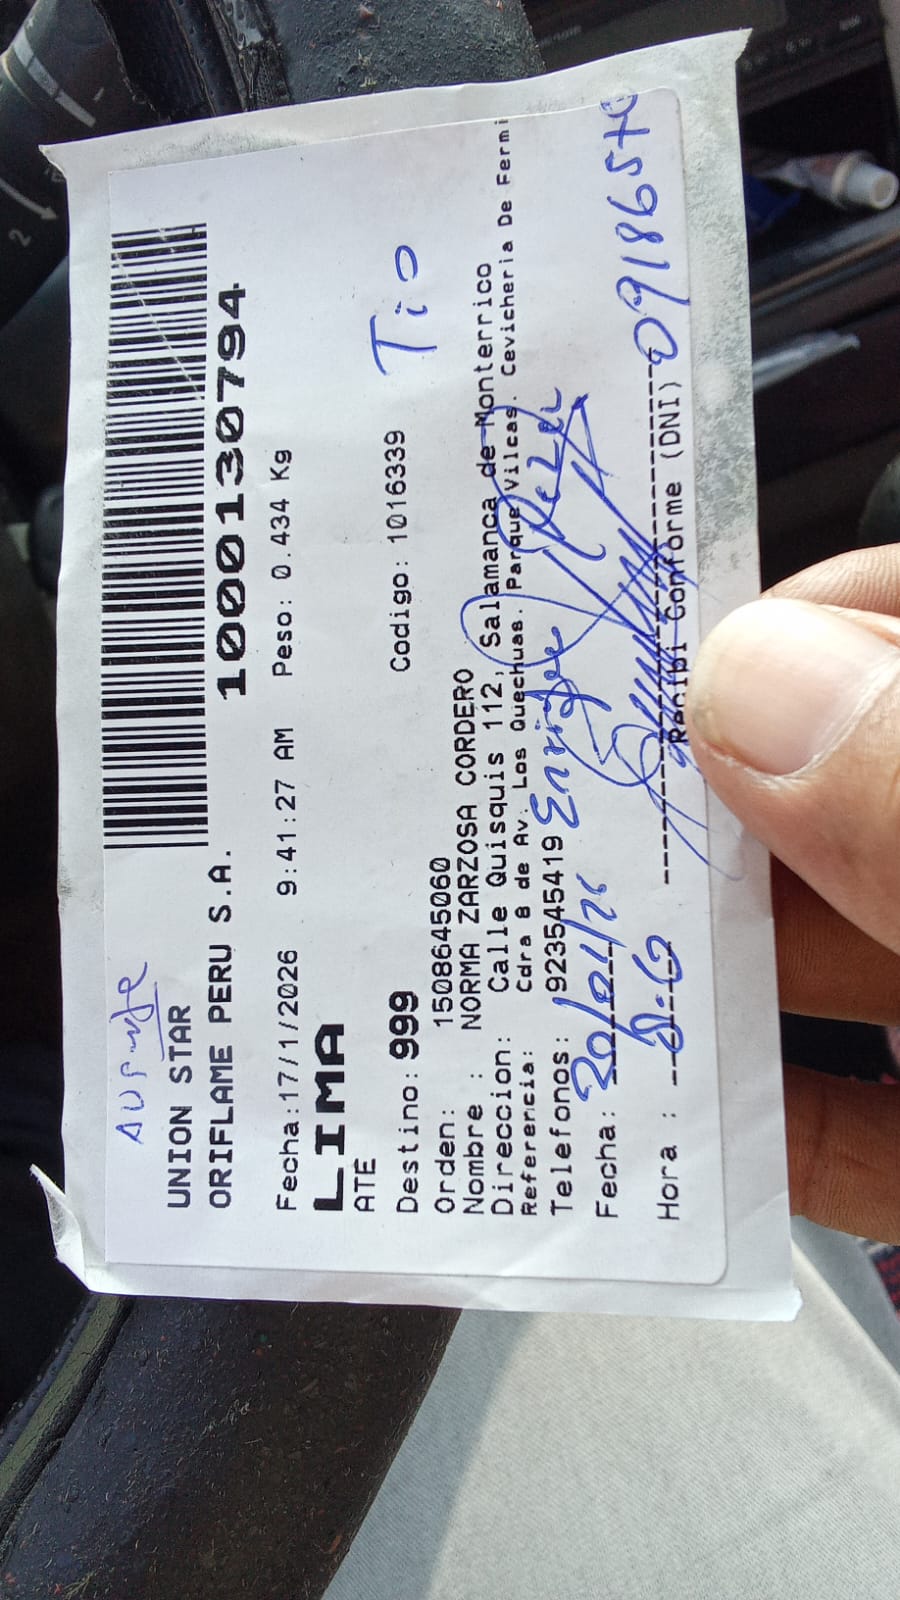 UNION STAR
ORIFLAME PERU S.A.
1000130794
Fecha:17/1/2026 9:41:27 AM Peso: 0.434 Kg
LIMA
ATE
Destino: 999 Codigo: 1016339 Tio
Orden: 1508645060
Nombre : NORMA ZARZOSA CORDERO
Direccion: Calle Quisquis 112, Salamanca de Monterrico
Referencia: Cdra 8 de Av. Los Quechuas. Parque Vilcas. Cevicheria De Fermi
Telefonos: 923545419 Enrique Perez
Fecha: 20/01/26
Hora :
Recibi Conforme (DNI)